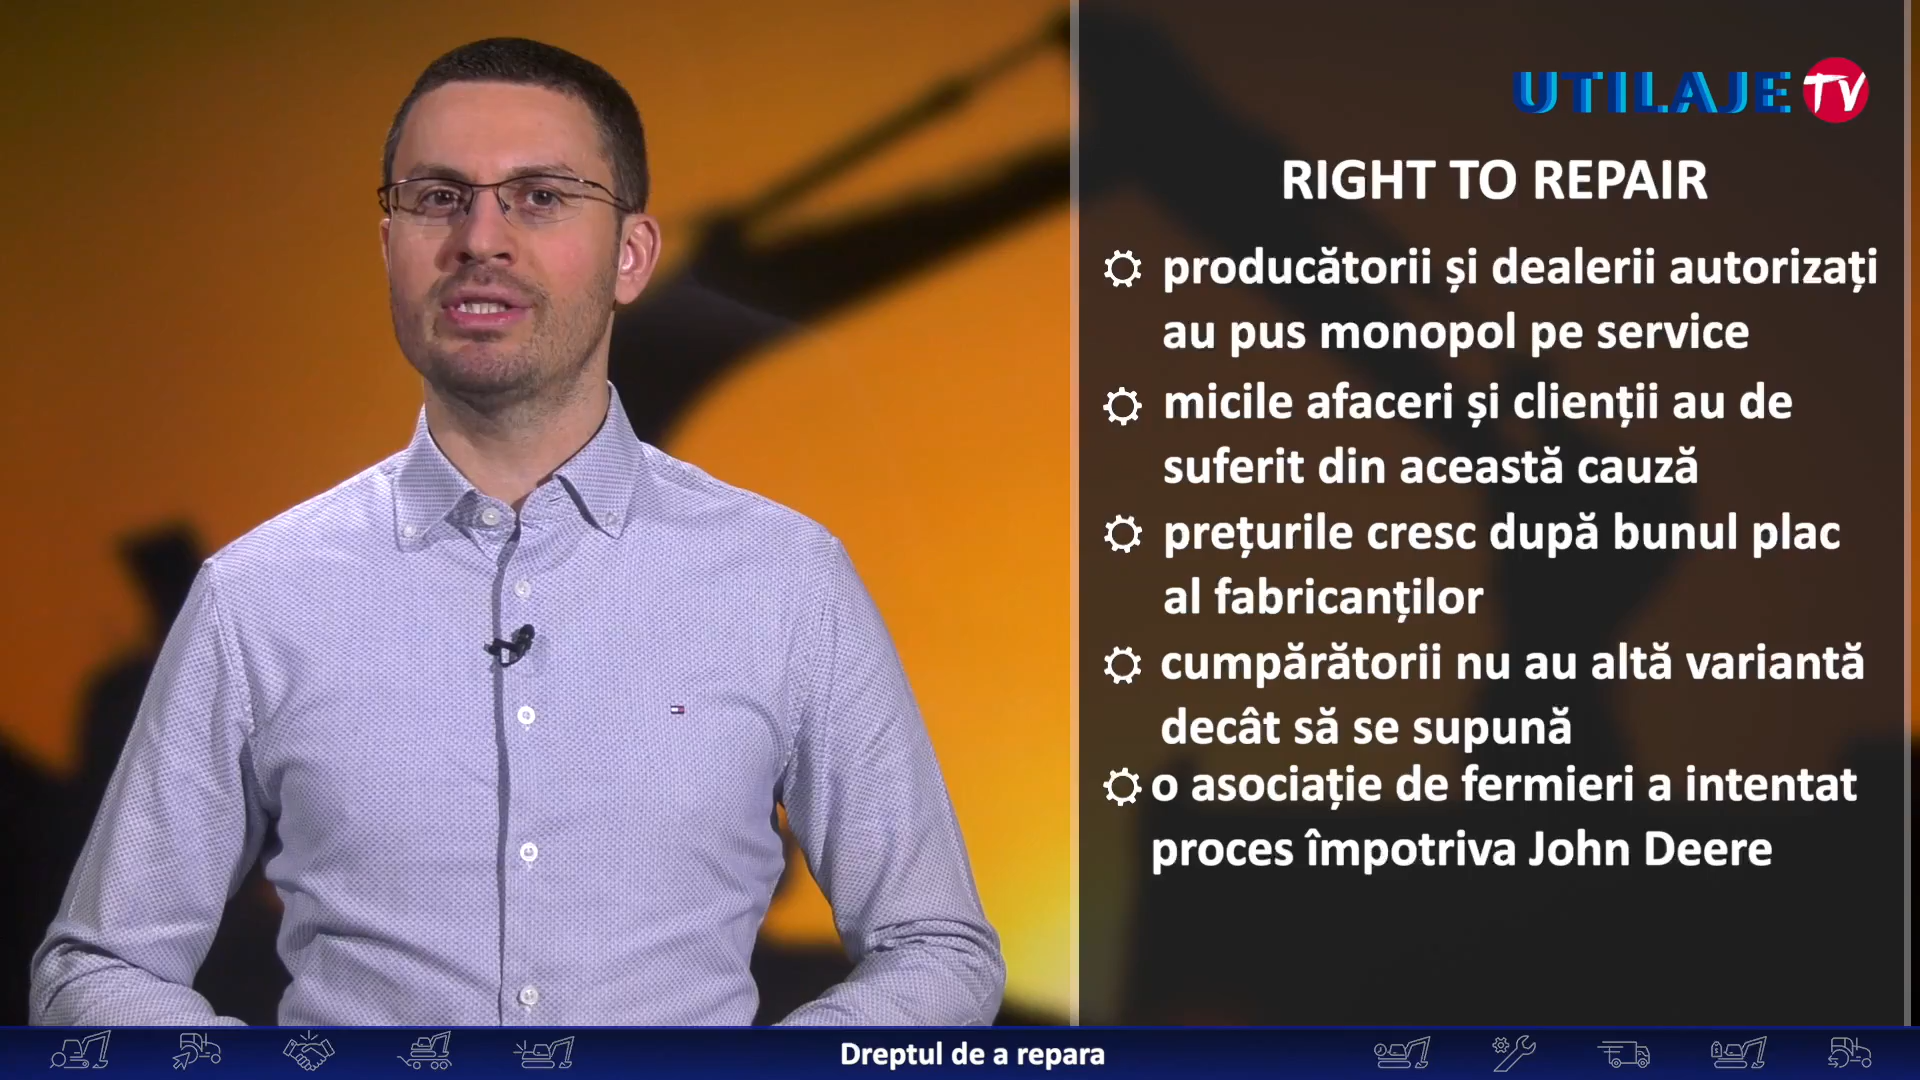 UTILAJE TV
RIGHT TO REPAIR
producătorii și dealerii autorizați
au pus monopol pe service
micile afaceri și clienții au de
suferit din această cauză
prețurile cresc după bunul plac
al fabricanților
cumpărătorii nu au altă variantă
decât să se supună
o asociație de fermieri a intentat
proces împotriva John Deere
Dreptul de a repara